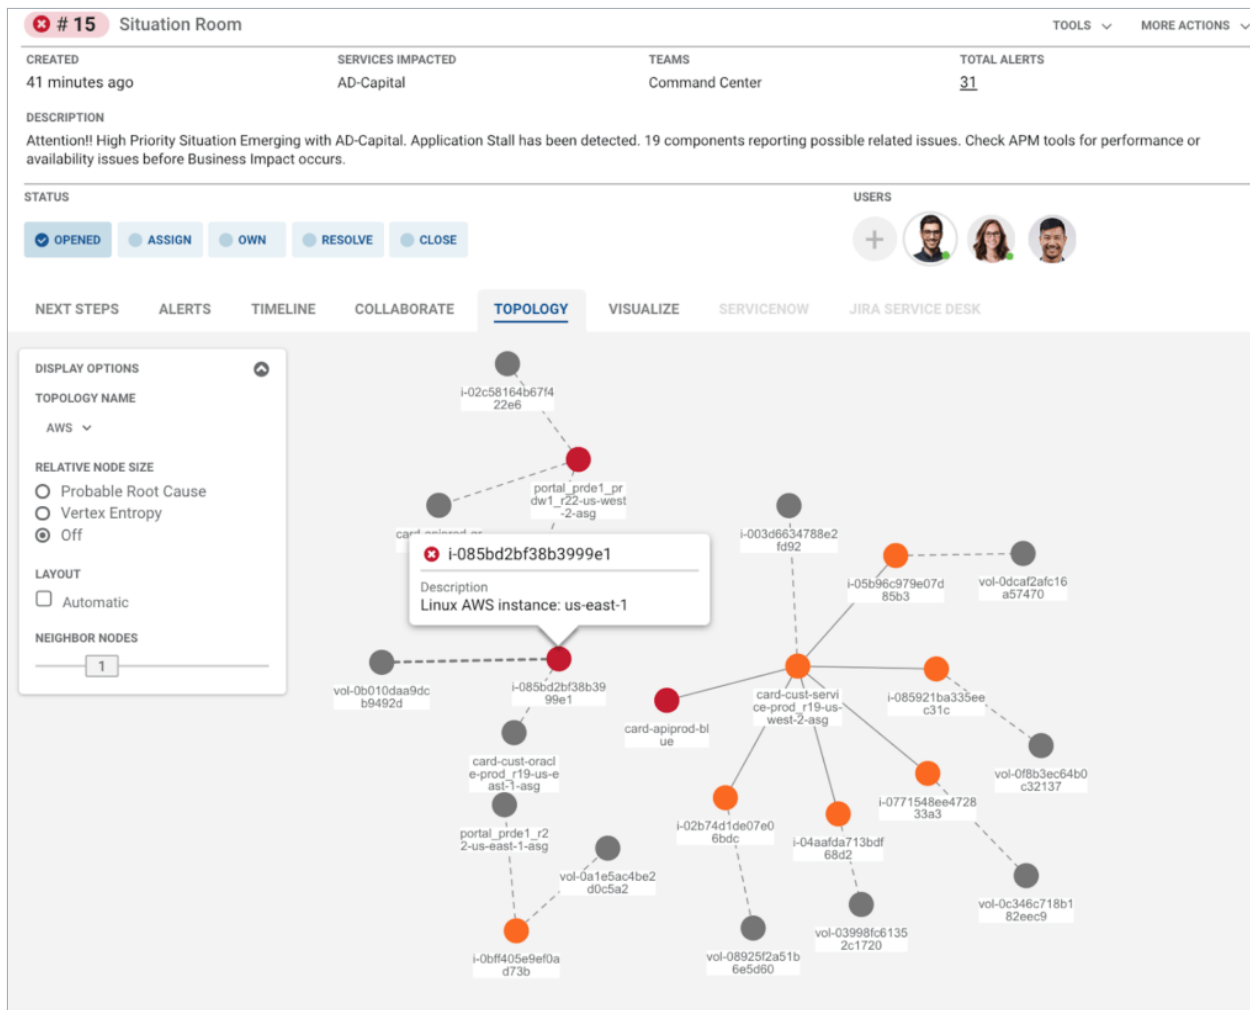 # 15 Situation Room
TOOLS
MORE ACTIONS
CREATED
41 minutes ago
SERVICES IMPACTED
AD-Capital
TEAMS
Command Center
TOTAL ALERTS
31
DESCRIPTION
Attention!! High Priority Situation Emerging with AD-Capital. Application Stall has been detected. 19 components reporting possible related issues. Check APM tools for performance or
availability issues before Business Impact occurs.
STATUS
USERS
OPENED
ASSIGN
OWN
RESOLVE
CLOSE
NEXT STEPS
ALERTS
TIMELINE
COLLABORATE
TOPOLOGY
VISUALIZE
SERVICENOW
JIRA SERVICE DESK
DISPLAY OPTIONS
TOPOLOGY NAME
AWS
RELATIVE NODE SIZE
Probable Root Cause
Vertex Entropy
Off
LAYOUT
Automatic
NEIGHBOR NODES
1
i-02c58164b67f4
22e6
portal_prde1_pr
dw1_r22-us-west
-2-asg
i-003d6634788e2
fd92
i-05b96c979e07d
85b3
vol-0dcaf2afc16
a57470
i-085bd2bf38b3999e1
Description
Linux AWS instance: us-east-1
vol-0b010daa9dc
b9492d
i-085bd2bf38b39
99e1
card-apiprod-bl
ue
card-cust-servi
ce-prod_r19-us-
west-2-asg
i-085921ba335ee
c31c
card-cust-oracl
e-prod_r19-us-e
ast-1-asg
vol-0f8b3ec64b0
c32137
i-0771548ee4728
33a3
portal_prde1_r2
2-us-east-1-asg
i-02b74d1de07e0
6bdc
i-04aafda713bdf
68d2
vol-0a1e5ac4be2
d0c5a2
vol-0c346c718b1
82eec9
vol-03998fc6135
2c1720
i-0bff405e9ef0a
d73b
vol-08925f2a51b
6e5d60